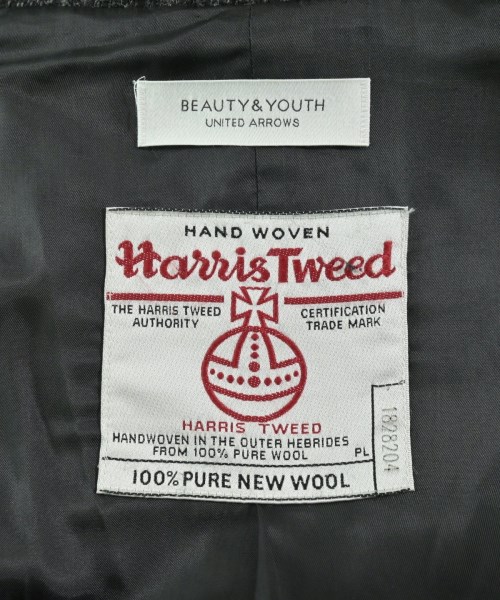 BEAUTY&YOUTH
UNITED ARROWS
HAND WOVEN
Harris Tweed
THE HARRIS TWEED AUTHORITY
CERTIFICATION TRADE MARK
HARRIS TWEED
HANDWOVEN IN THE OUTER HEBRIDES
FROM 100% PURE WOOL
PL
1828204
100% PURE NEW WOOL